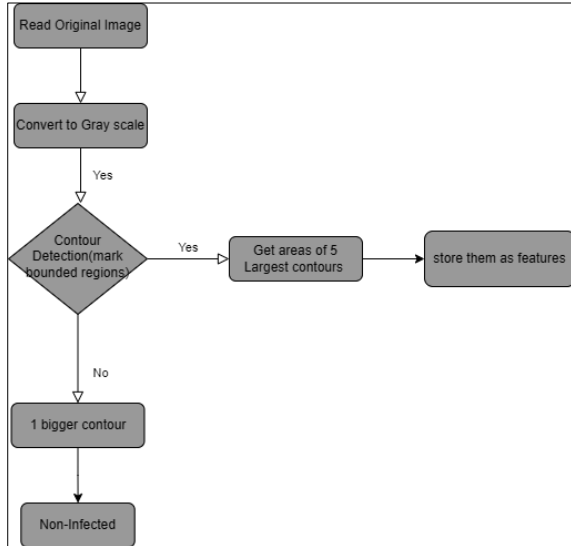 Read Original Image
Convert to Gray scale
Yes
Contour
Detection(mark
bounded regions)
Yes
Get areas of 5
Largest contours
store them as features
No
1 bigger contour
Non-Infected